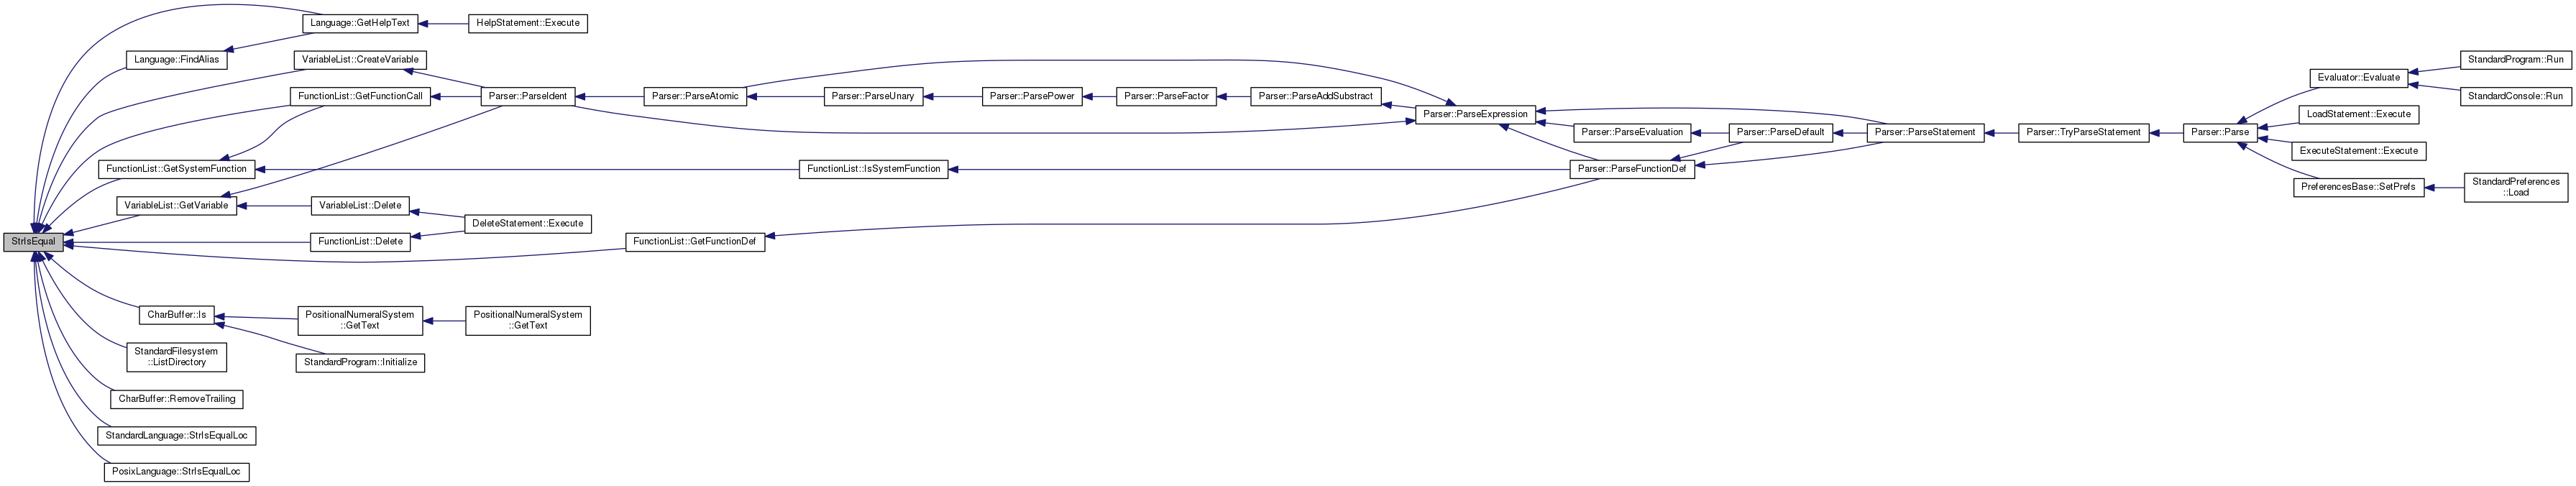 Language::GetHelpText
HelpStatement::Execute
Language::FindAlias
VariableList::CreateVariable
StandardProgram::Run
Evaluator::Evaluate
FunctionList::GetFunctionCall
Parser::ParseIdent
Parser::ParseAtomic
Parser::ParseUnary
Parser::ParsePower
Parser::ParseFactor
Parser::ParseAddSubstract
StandardConsole::Run
Parser::ParseExpression
LoadStatement::Execute
Parser::ParseEvaluation
Parser::ParseDefault
Parser::ParseStatement
Parser::TryParseStatement
Parser::Parse
ExecuteStatement::Execute
FunctionList::GetSystemFunction
FunctionList::IsSystemFunction
Parser::ParseFunctionDef
PreferencesBase::SetPrefs
StandardPreferences
::Load
VariableList::GetVariable
VariableList::Delete
DeleteStatement::Execute
StrIsEqual
FunctionList::Delete
FunctionList::GetFunctionDef
CharBuffer::Is
PositionalNumeralSystem
::GetText
PositionalNumeralSystem
::GetText
StandardFilesystem
::ListDirectory
StandardProgram::Initialize
CharBuffer::RemoveTrailing
StandardLanguage::StrIsEqualLoc
PosixLanguage::StrIsEqualLoc